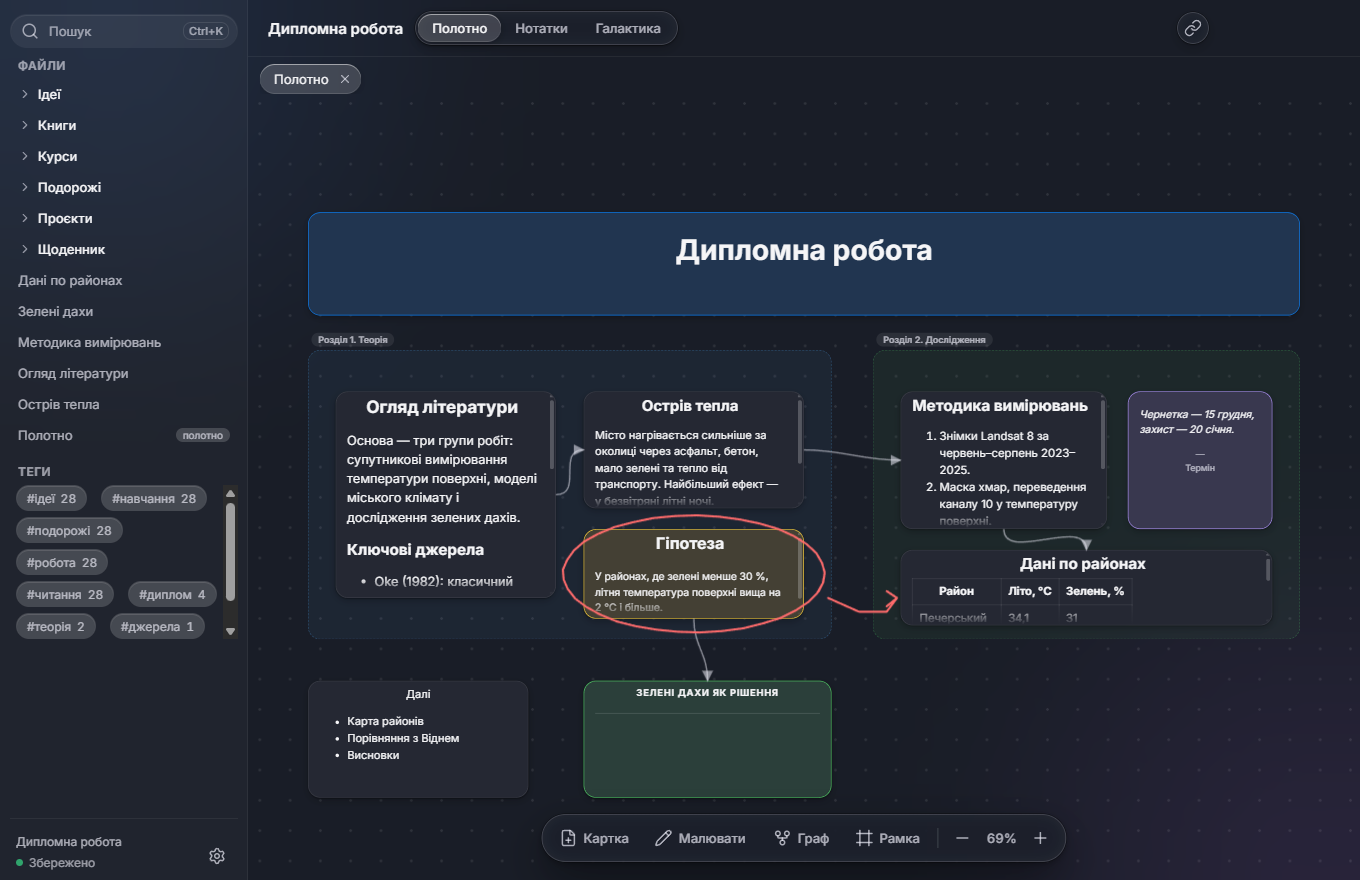 Пошук Ctrl+K
ФАЙЛИ
Ідеї
Книги
Курси
Подорожі
Проєкти
Щоденник
Дані по районах
Зелені дахи
Методика вимірювань
Огляд літератури
Острів тепла
Полотно полотно
ТЕГИ
#ідеї 28 #навчання 28
#подорожі 28
#робота 28
#читання 28 #диплом 4
#теорія 2 #джерела 1
Дипломна робота
Збережено
Дипломна робота Полотно Нотатки Галактика
Полотно
Дипломна робота
Розділ 1. Теорія
Огляд літератури
Основа — три групи робіт:
супутникові вимірювання
температури поверхні, моделі
міського клімату і
дослідження зелених дахів.
Ключові джерела
• Oke (1982): класичний
Острів тепла
Місто нагрівається сильніше за
околиці через асфальт, бетон,
мало зелені та тепло від
транспорту. Найбільший ефект —
у безвітряні літні ночі.
Гіпотеза
У районах, де зелені менше 30 %,
літня температура поверхні вища на
2 °C і більше.
Розділ 2. Дослідження
Методика вимірювань
1. Знімки Landsat 8 за
червень–серпень 2023–
2025.
2. Маска хмар, переведення
каналу 10 у температуру
поверхні.
Чернетка — 15 грудня,
захист — 20 січня.
—
Термін
Дані по районах
Район Літо, °C Зелень, %
Печерський 34,1 31
Далі
• Карта районів
• Порівняння з Віднем
• Висновки
ЗЕЛЕНІ ДАХИ ЯК РІШЕННЯ
Картка Малювати Граф Рамка — 69% +